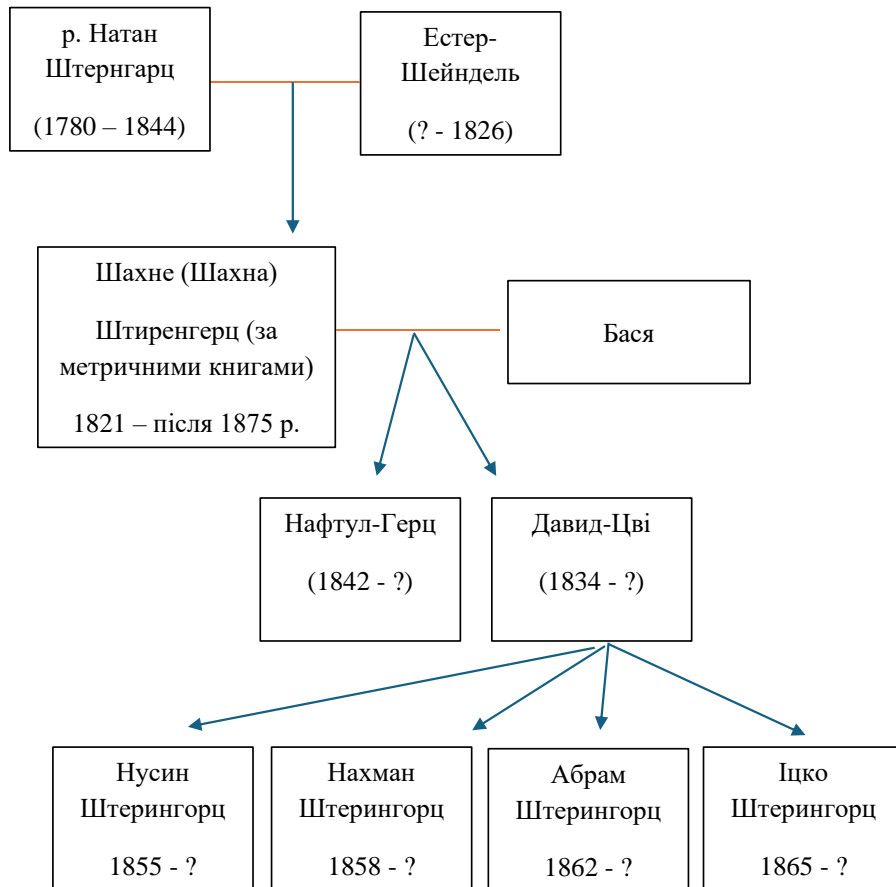 р. Натан
Штернгарц
(1780 – 1844)
Естер-
Шейндель
(? - 1826)
Шахне (Шахна)
Штиренгерц (за
метричними книгами)
1821 – після 1875 р.
Бася
Нафтул-Герц
(1842 - ?)
Давид-Цві
(1834 - ?)
Нусин
Штерингорц
1855 - ?
Нахман
Штерингорц
1858 - ?
Абрам
Штерингорц
1862 - ?
Іцко
Штерингорц
1865 - ?